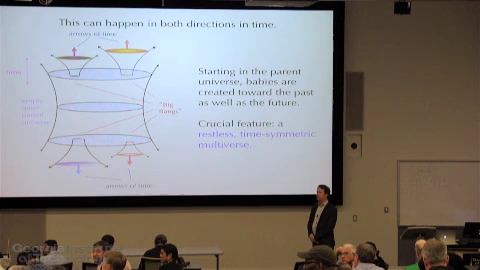 This can happen in both directions in time.
arrows of time
time
Starting in the parent
universe, babies are
created toward the past
as well as the future.
empty
quiet
parent
universe
"Big
Bangs"
Crucial feature: a
restless, time-symmetric
multiverse.
arrows of time